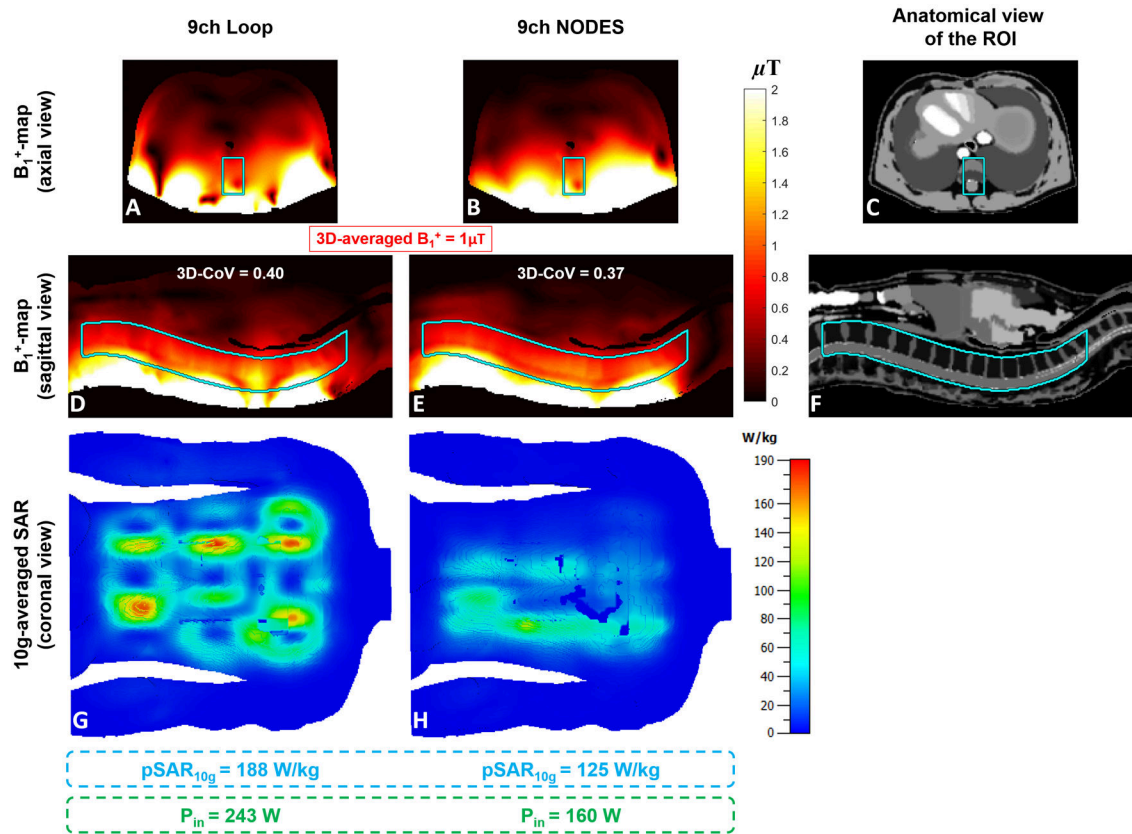 9ch Loop
9ch NODES
Anatomical view
of the ROI
B₁⁺-map
(axial view)
A
B
C
μT
2
1.8
1.6
1.4
1.2
1
0.8
0.6
0.4
0.2
0
3D-averaged B₁⁺ = 1μT
B₁⁺-map
(sagittal view)
3D-CoV = 0.40
3D-CoV = 0.37
D
E
F
10g-averaged SAR
(coronal view)
G
H
W/kg
190
160
140
120
100
80
60
40
20
0
pSAR₁₀g = 188 W/kg
pSAR₁₀g = 125 W/kg
Pᵢₙ = 243 W
Pᵢₙ = 160 W